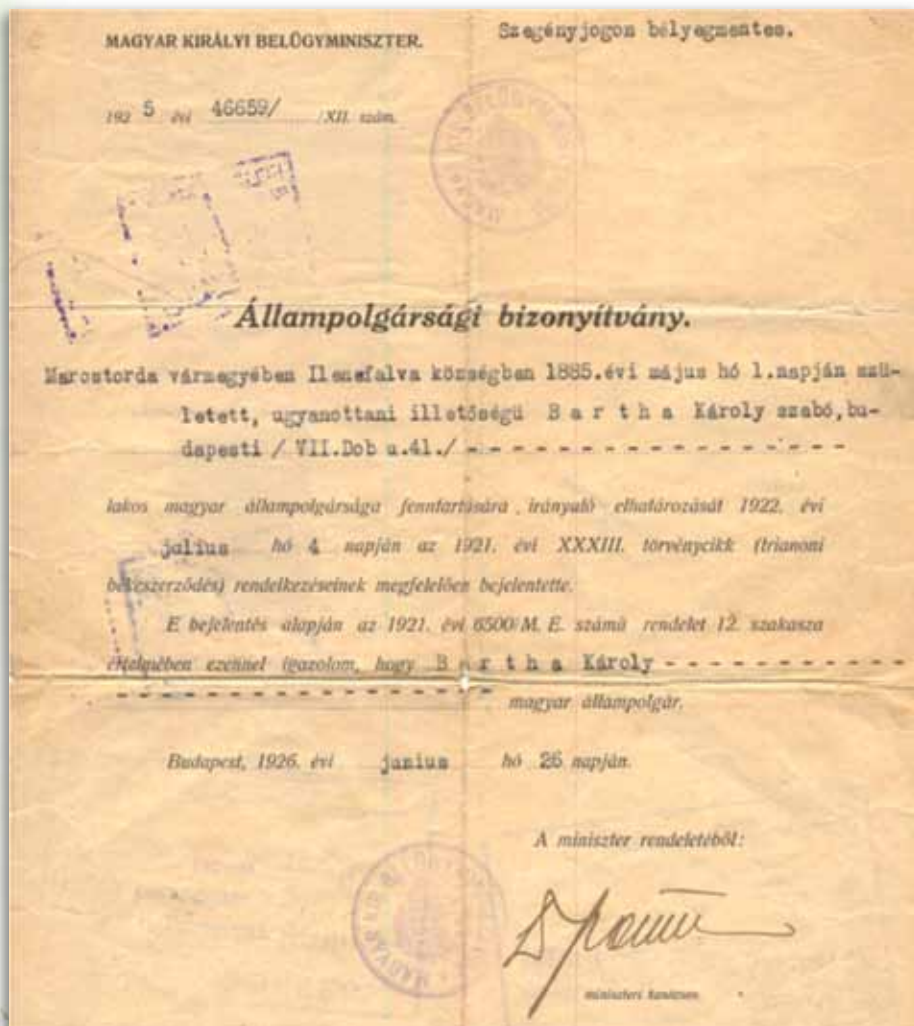 MAGYAR KIRÁLYI BELÜGYMINISZTER.
Szegényjogon bélyegmentes.
192 5 évi 46659/ /XII. szám.
Állampolgársági bizonyítvány.
Marostorda vármegyében Ilenefalva községben 1885.évi május hó 1.napján szü-
letett, ugyanottani illetőségü Bartha Károly szabó,bu-
dapesti / VII.Dob u.41./ - - - - - - - - - - - - - - - - -
lakos magyar állampolgársága fenntartására irányuló elhatározását 1922. évi
julius hó 4 napján az 1921. évi XXXIII. törvénycikk (trianoni
békeszerződés) rendelkezéseinek megfelelően bejelentette.
E bejelentés alapján az 1921. évi 6500/M. E. számú rendelet 12. szakasza
értelmében ezennel igazolom, hogy Bartha Károly - - - - - - - - - - -
- - - - - - - - - - - - - - - - - magyar állampolgár.
Budapest, 1926. évi junius hó 26 napján.
A miniszter rendeletéből:
miniszteri tanácsos.